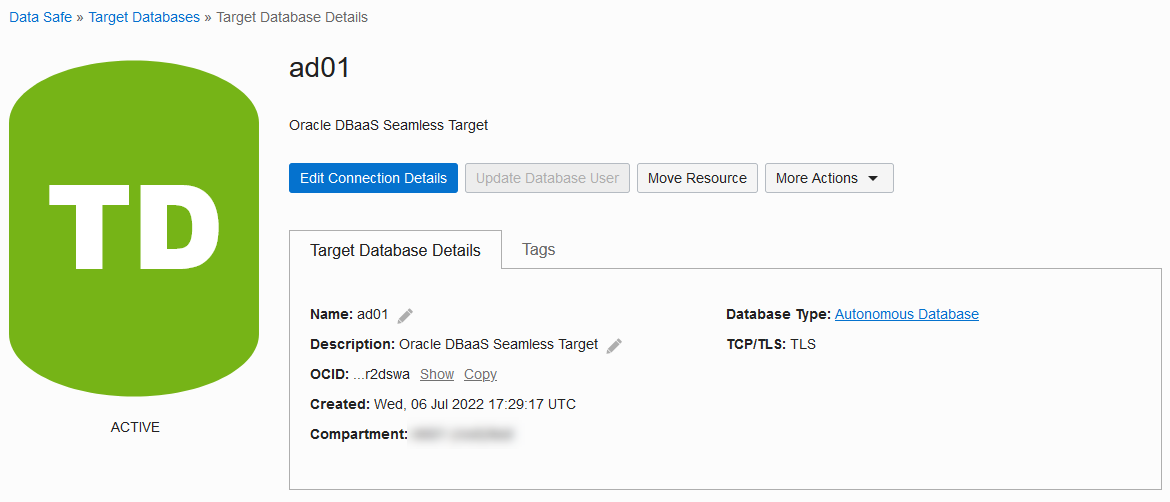 Data Safe » Target Databases » Target Database Details
TD
ACTIVE
ad01
Oracle DBaaS Seamless Target
Edit Connection Details Update Database User Move Resource More Actions
Target Database Details Tags
Name: ad01
Description: Oracle DBaaS Seamless Target
OCID: ...r2dswa Show Copy
Created: Wed, 06 Jul 2022 17:29:17 UTC
Compartment:
Database Type: Autonomous Database
TCP/TLS: TLS